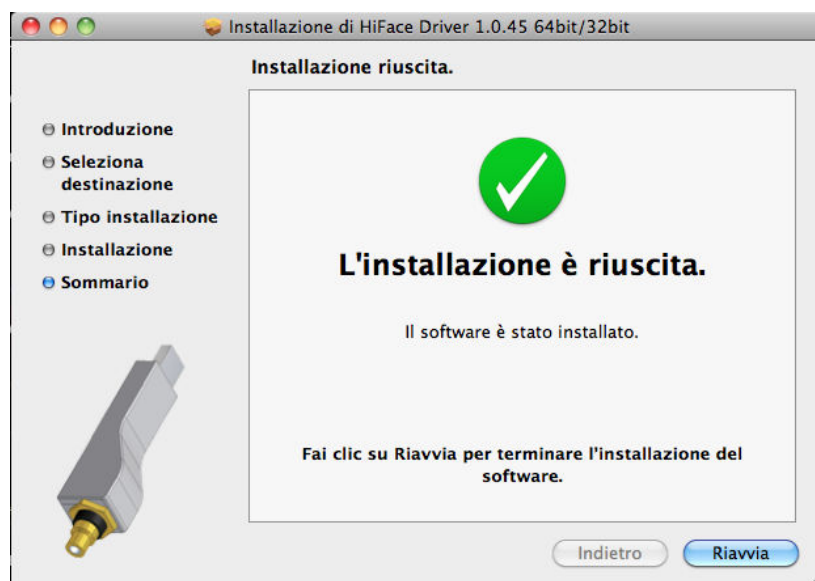 Installazione di HiFace Driver 1.0.45 64bit/32bit
Installazione riuscita.
Introduzione
Seleziona
destinazione
Tipo installazione
Installazione
Sommario
L'installazione è riuscita.
Il software è stato installato.
Fai clic su Riavvia per terminare l'installazione del
software.
Indietro
Riavvia